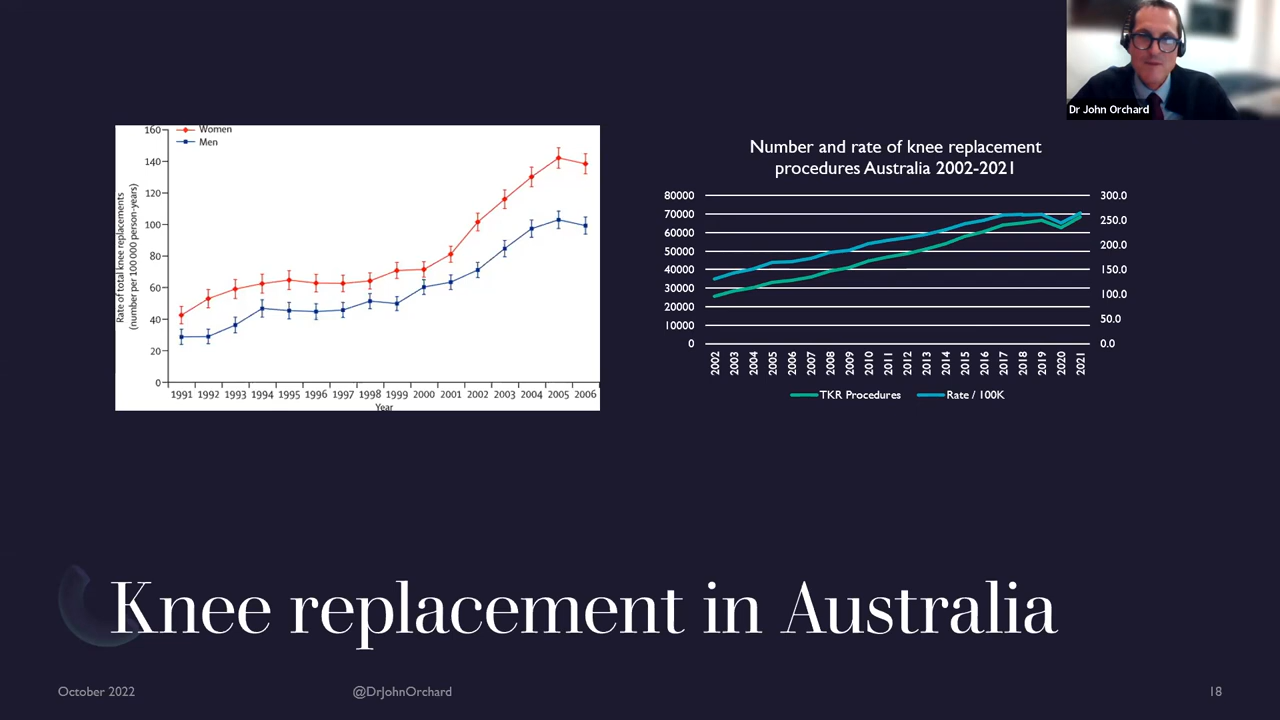 Dr John Orchard
160
140
120
100
80
60
40
20
0
Women
Men
Rate of total knee replacements
(number per 100 000 person-years)
1991 1992 1993 1994 1995 1996 1997 1998 1999 2000 2001 2002 2003 2004 2005 2006
Year
Number and rate of knee replacement
procedures Australia 2002-2021
80000
70000
60000
50000
40000
30000
20000
10000
0
300.0
250.0
200.0
150.0
100.0
50.0
0.0
2002 2003 2004 2005 2006 2007 2008 2009 2010 2011 2012 2013 2014 2015 2016 2017 2018 2019 2020 2021
TKR Procedures Rate / 100K
Knee replacement in Australia
October 2022 @DrJohnOrchard 18